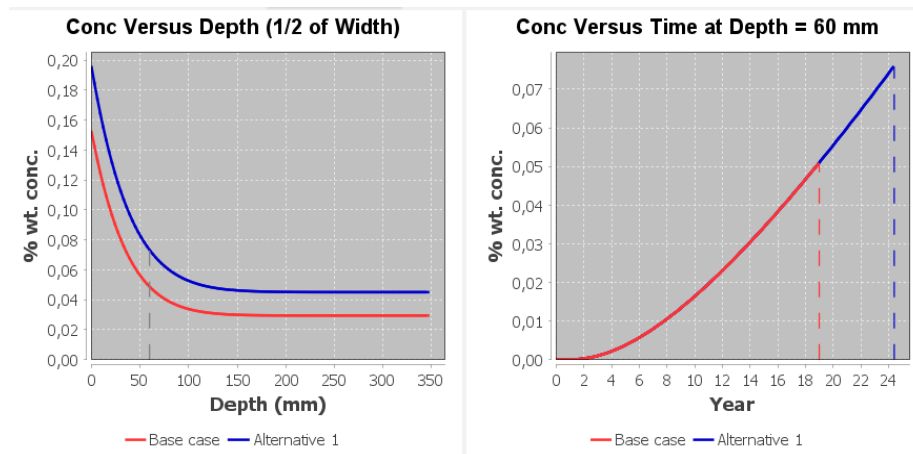 Conc Versus Depth (1/2 of Width)
% wt. conc.
0,20
0,18
0,16
0,14
0,12
0,10
0,08
0,06
0,04
0,02
0,00
0 50 100 150 200 250 300 350
Depth (mm)
Base case Alternative 1
Conc Versus Time at Depth = 60 mm
% wt. conc.
0,07
0,06
0,05
0,04
0,03
0,02
0,01
0,00
0 2 4 6 8 10 12 14 16 18 20 22 24
Year
Base case Alternative 1